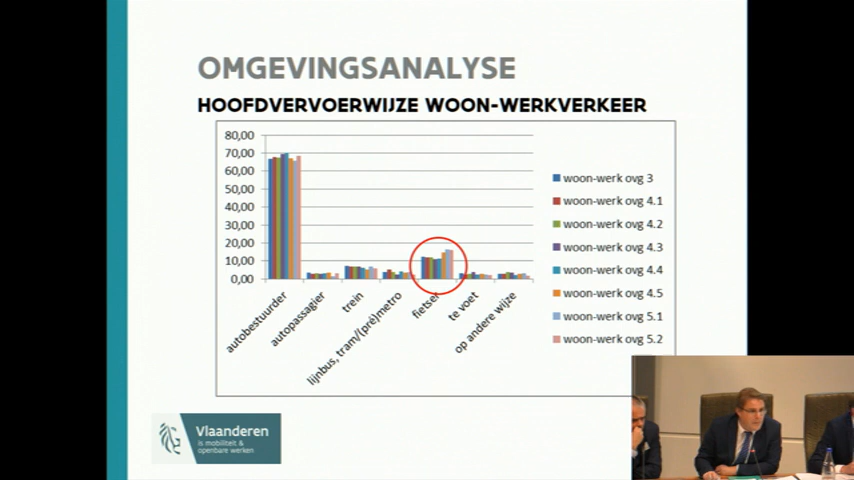 OMGEVINGSANALYSE
HOOFDVERVOERWIJZE WOON-WERKVERKEER
80,00
70,00
60,00
50,00
40,00
30,00
20,00
10,00
0,00
autobestuurder
autopassagier
trein
lijnbus, tram/(pré)metro
fietser
te voet
op andere wijze
woon-werk ovg 3
woon-werk ovg 4.1
woon-werk ovg 4.2
woon-werk ovg 4.3
woon-werk ovg 4.4
woon-werk ovg 4.5
woon-werk ovg 5.1
woon-werk ovg 5.2
Vlaanderen
is mobiliteit &
openbare werken